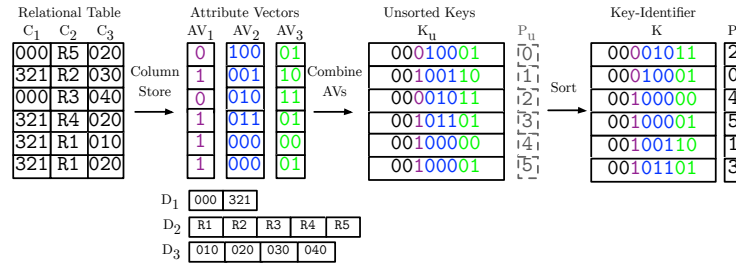 Relational Table Attribute Vectors Unsorted Keys Key-Identifier
C1 C2 C3 AV1 AV2 AV3 Ku Pu K P
000 R5 020 0 100 01 00010001 0 00001011 2
321 R2 030 1 001 10 00100110 1 00010001 0
000 R3 040 0 010 11 00001011 2 00100000 4
321 R4 020 1 011 01 00101101 3 00100001 5
321 R1 010 1 000 00 00100000 4 00100110 1
321 R1 020 1 000 01 00100001 5 00101101 3
Column Store
Combine AVs
Sort
D1 000 321
D2 R1 R2 R3 R4 R5
D3 010 020 030 040